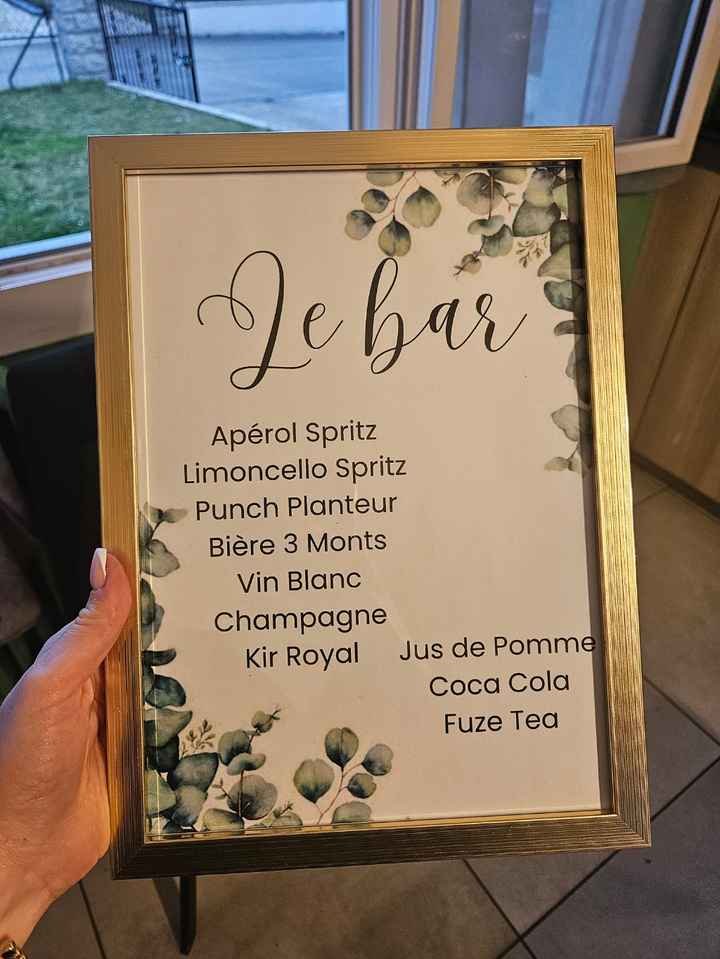 Le bar
Apérol Spritz
Limoncello Spritz
Punch Planteur
Bière 3 Monts
Vin Blanc
Champagne
Kir Royal
Jus de Pomme
Coca Cola
Fuze Tea